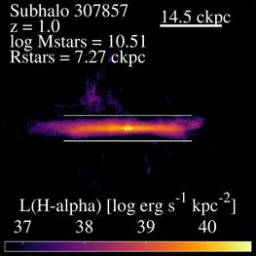 Subhalo 307857
14.5 ckpc
z = 1.0
log Mstars = 10.51
Rstars = 7.27 ckpc
L(H-alpha) [log erg s⁻¹ kpc⁻²]
37 38 39 40